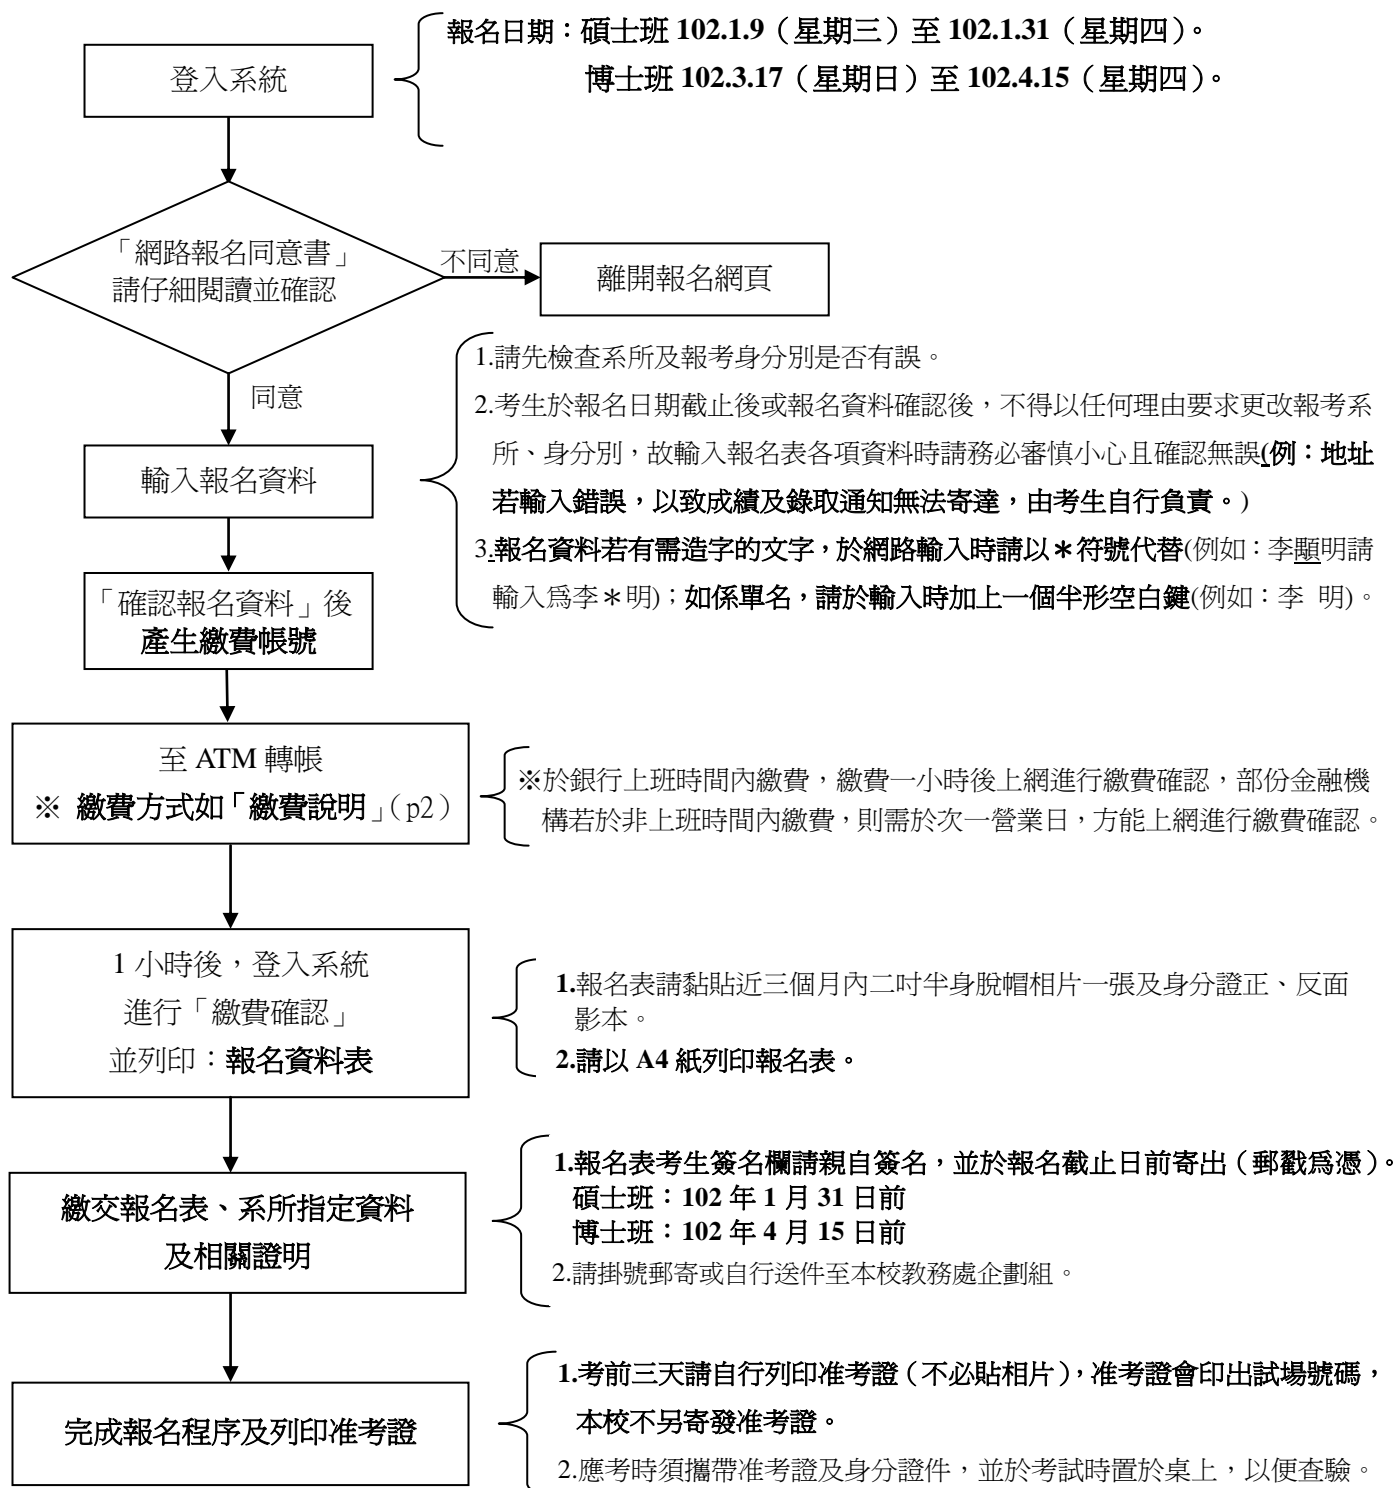 報名日期：碩士班 102.1.9（星期三）至 102.1.31（星期四）。
博士班 102.3.17（星期日）至 102.4.15（星期四）。
登入系統
「網路報名同意書」
請仔細閱讀並確認
不同意
離開報名網頁
同意
輸入報名資料
1.請先檢查系所及報考身分別是否有誤。
2.考生於報名日期截止後或報名資料確認後，不得以任何理由要求更改報考系
所、身分別，故輸入報名表各項資料時請務必審慎小心且確認無誤(例：地址
若輸入錯誤，以致成績及錄取通知無法寄達，由考生自行負責。)
3.報名資料若有需造字的文字，於網路輸入時請以＊符號代替(例如：李顯明請
輸入為李＊明)；如係單名，請於輸入時加上一個半形空白鍵(例如：李 明)。
「確認報名資料」後
產生繳費帳號
至 ATM 轉帳
※ 繳費方式如「繳費說明」（p2）
※於銀行上班時間內繳費，繳費一小時後上網進行繳費確認，部份金融機
構若於非上班時間內繳費，則需於次一營業日，方能上網進行繳費確認。
1 小時後，登入系統
進行「繳費確認」
並列印：報名資料表
1.報名表請黏貼近三個月內二吋半身脫帽相片一張及身分證正、反面
影本。
2.請以 A4 紙列印報名表。
繳交報名表、系所指定資料
及相關證明
1.報名表考生簽名欄請親自簽名，並於報名截止日前寄出（郵戳為憑）。
碩士班：102 年 1 月 31 日前
博士班：102 年 4 月 15 日前
2.請掛號郵寄或自行送件至本校教務處企劃組。
完成報名程序及列印准考證
1.考前三天請自行列印准考證（不必貼相片），准考證會印出試場號碼，
本校不另寄發准考證。
2.應考時須攜帶准考證及身分證件，並於考試時置於桌上，以便查驗。